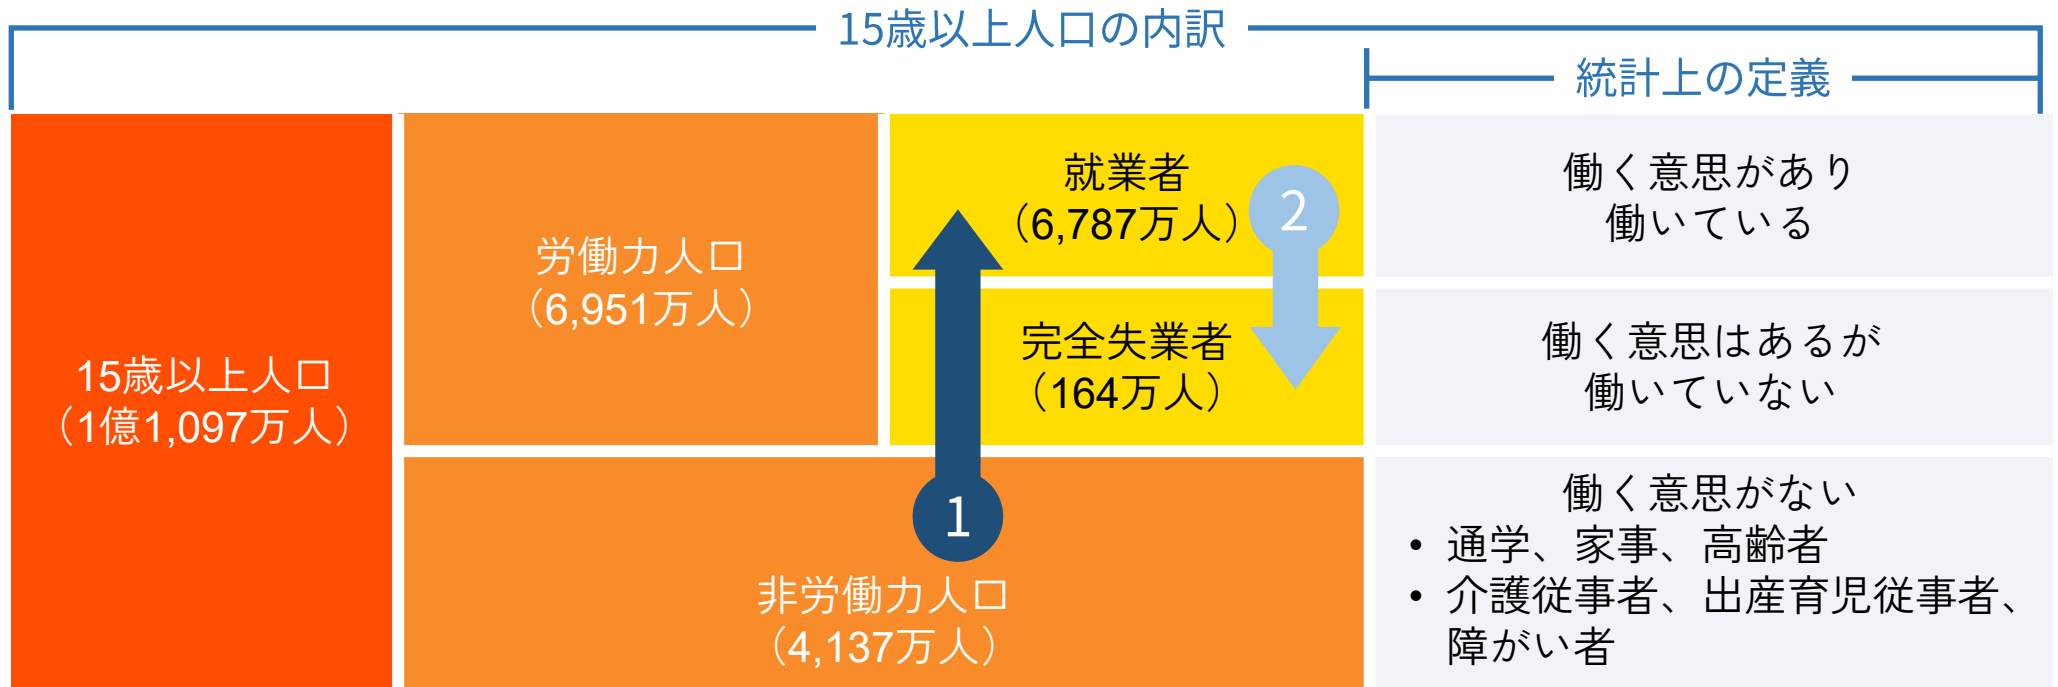 15歳以上人口の内訳
統計上の定義
15歳以上人口
（1億1,097万人）
労働力人口
（6,951万人）
就業者
（6,787万人）
2
完全失業者
（164万人）
1
非労働力人口
（4,137万人）
働く意思があり
働いている
働く意思はあるが
働いていない
働く意思がない
• 通学、家事、高齢者
• 介護従事者、出産育児従事者、
障がい者